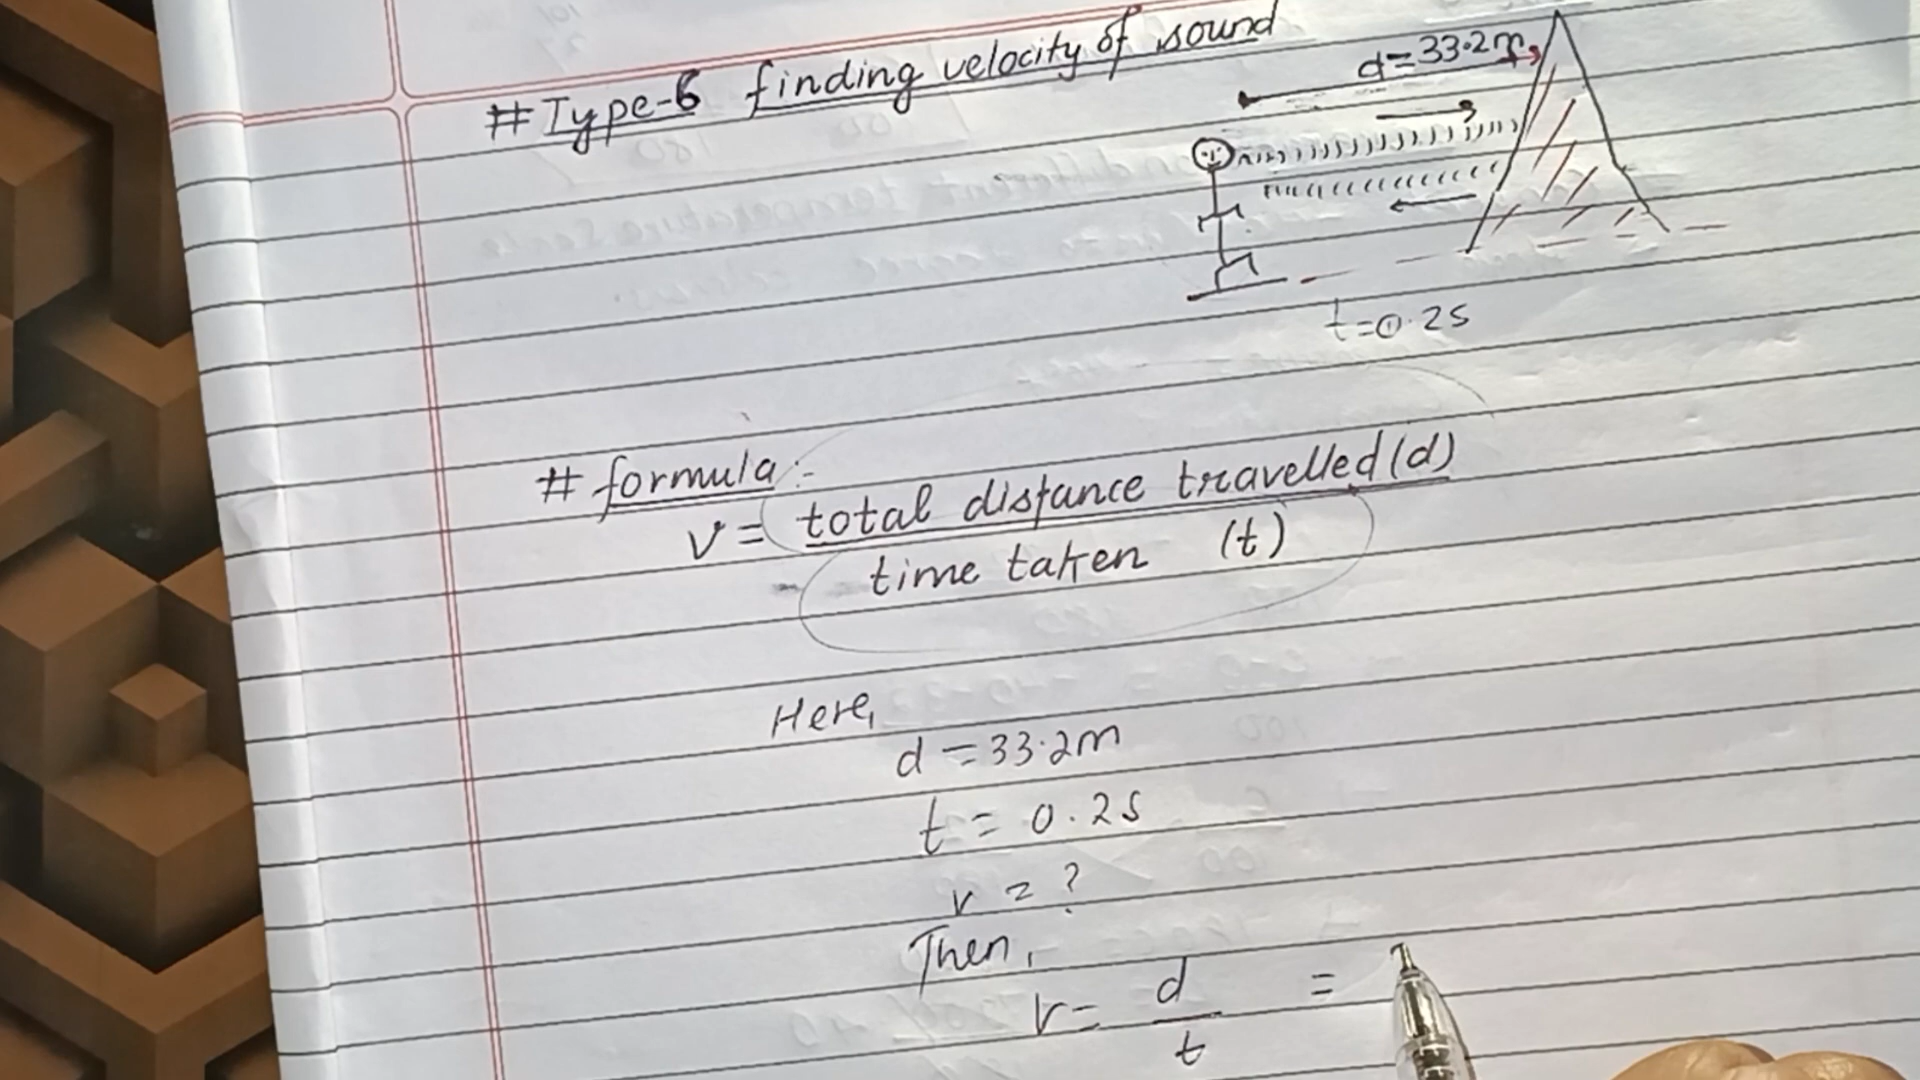 #Type-6 finding velocity of sound
d=33.2m,
t=0.2s
# formula:-
v= total distance travelled(d)
time taken (t)
Here,
d =33.2m
t = 0.2s
v = ?
Then,
v= d =
t